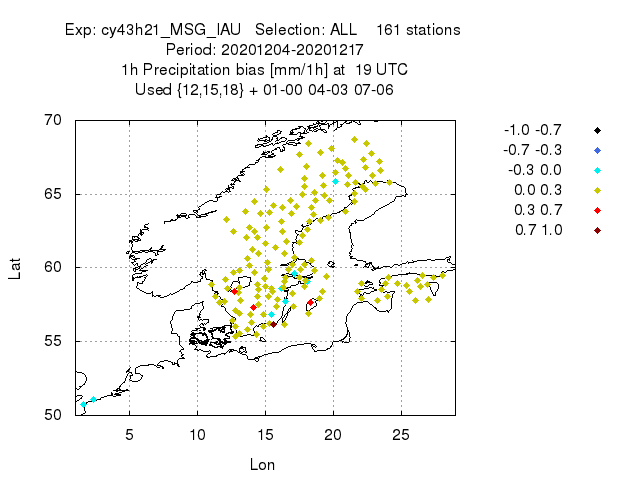 Exp: cy43h21_MSG_IAU Selection: ALL 161 stations
Period: 20201204-20201217
1h Precipitation bias [mm/1h] at 19 UTC
Used {12,15,18} + 01-00 04-03 07-06
70
65
60
55
50
Lat
5 10 15 20 25
Lon
-1.0 -0.7
-0.7 -0.3
-0.3 0.0
0.0 0.3
0.3 0.7
0.7 1.0